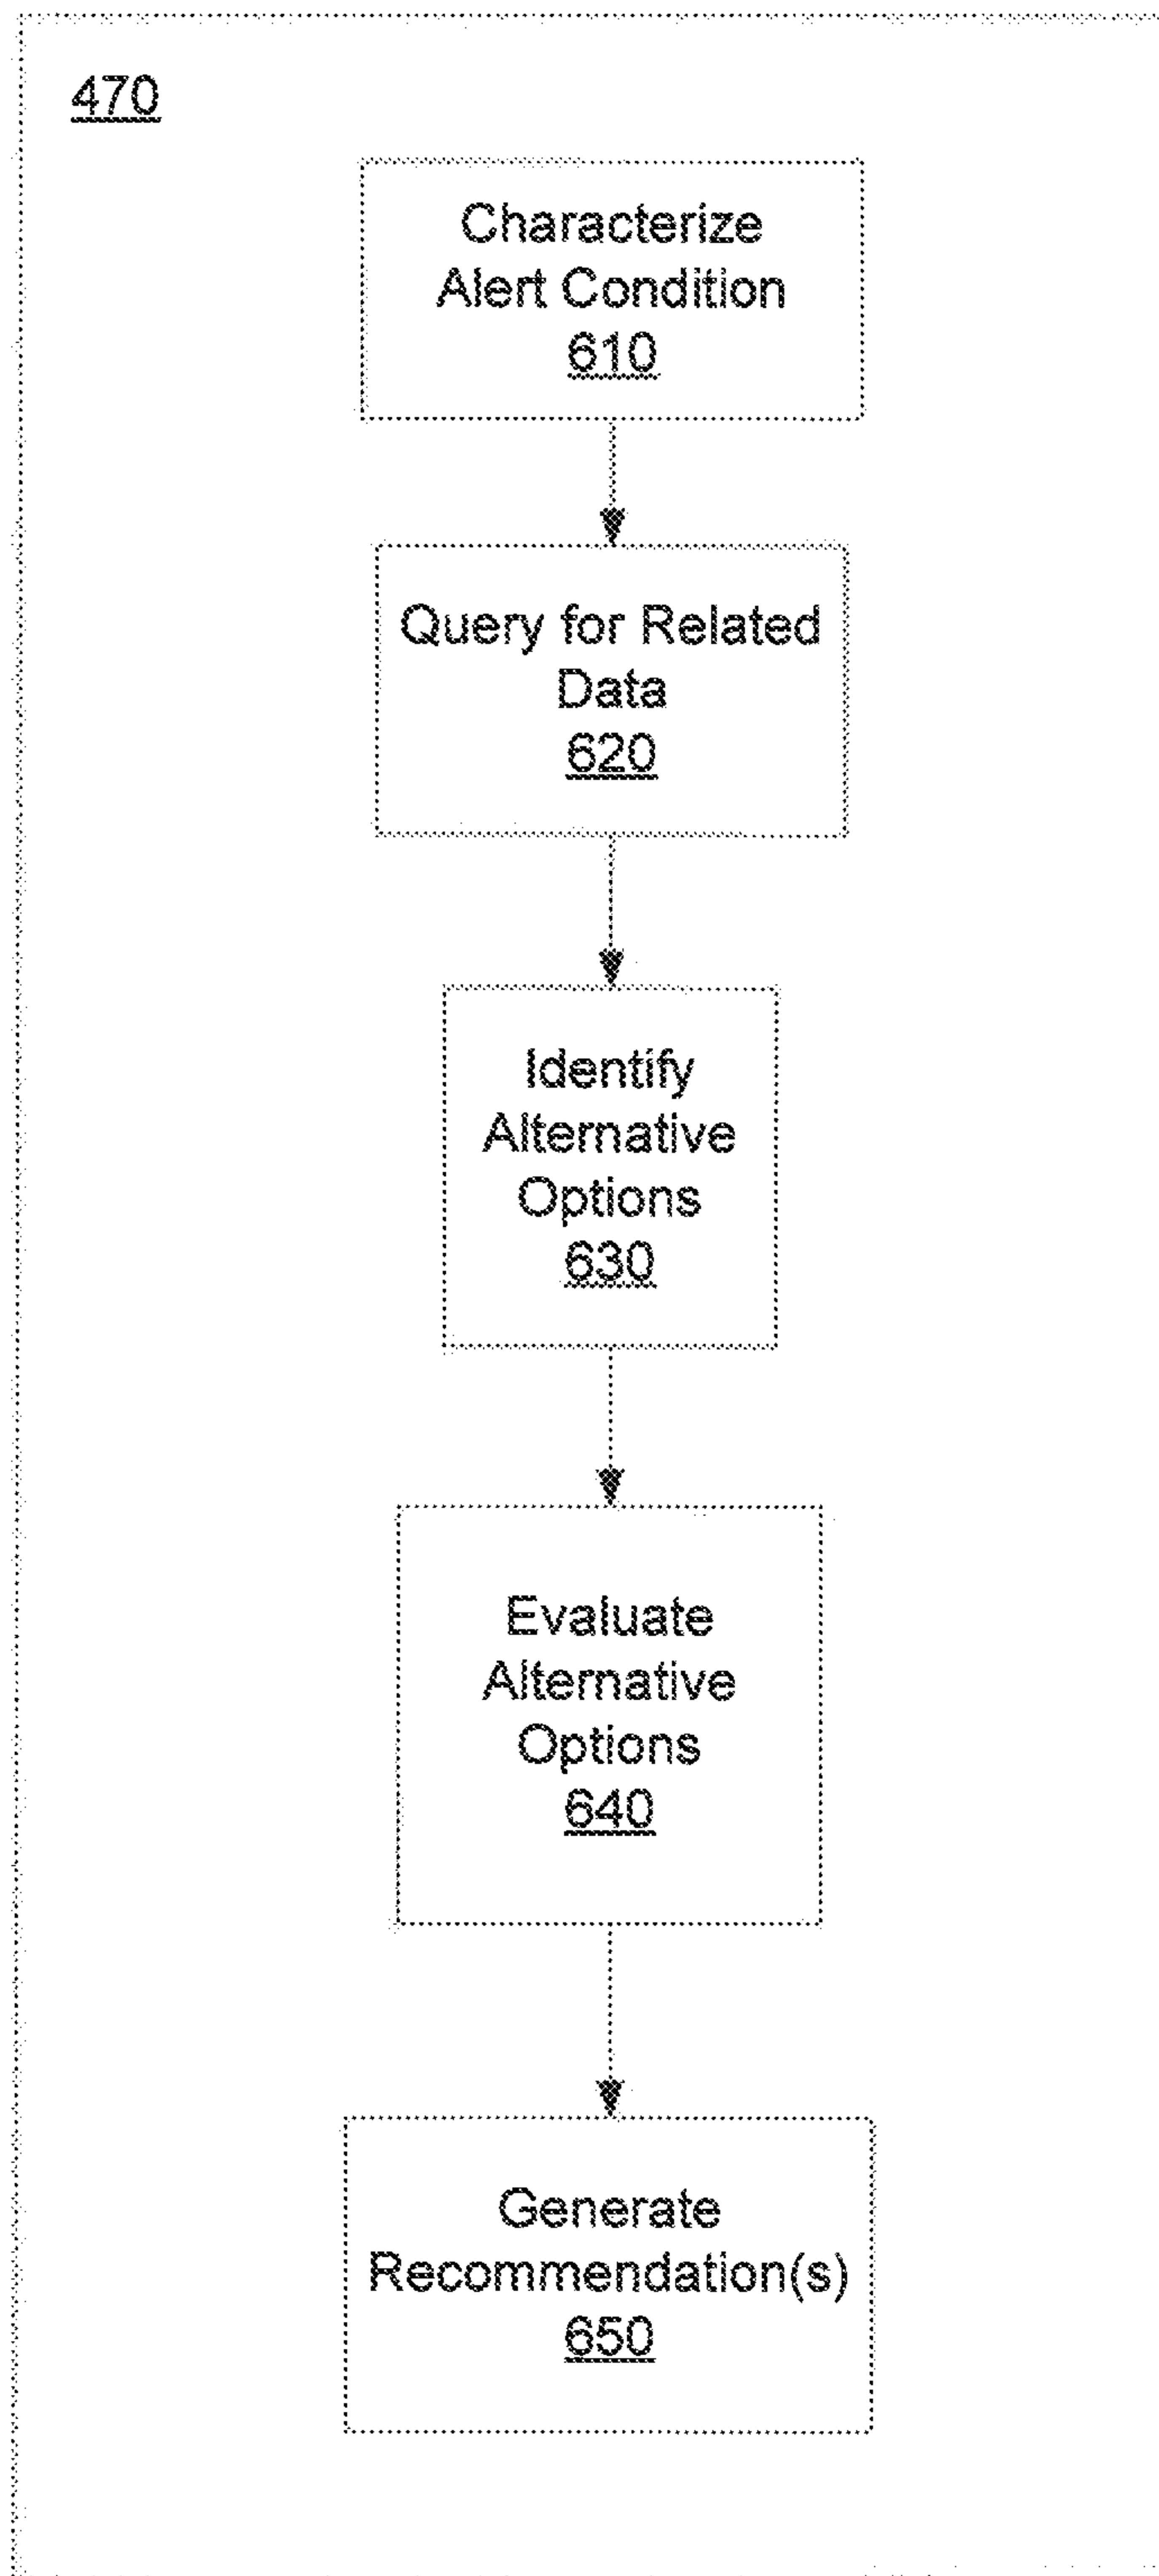 470
Characterize
Alert Condition
610
Query for Related
Data
620
Identify
Alternative
Options
630
Evaluate
Alternative
Options
640
Generate
Recommendation(s)
650